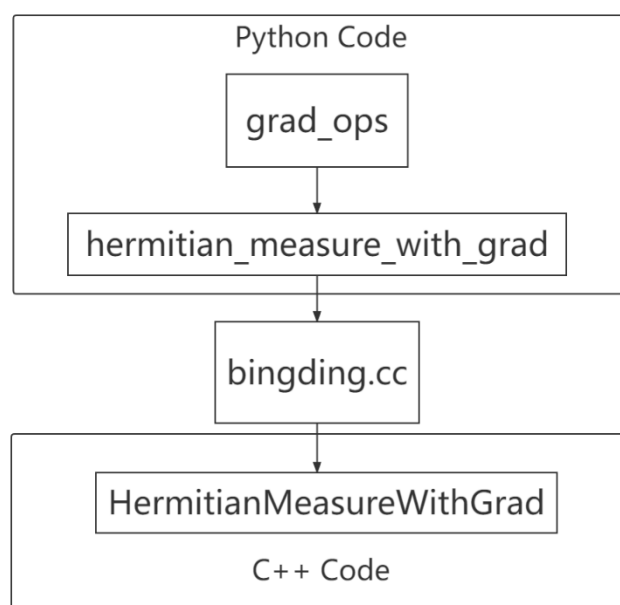 Python Code
grad_ops
hermitian_measure_with_grad
bingding.cc
HermitianMeasureWithGrad
C++ Code